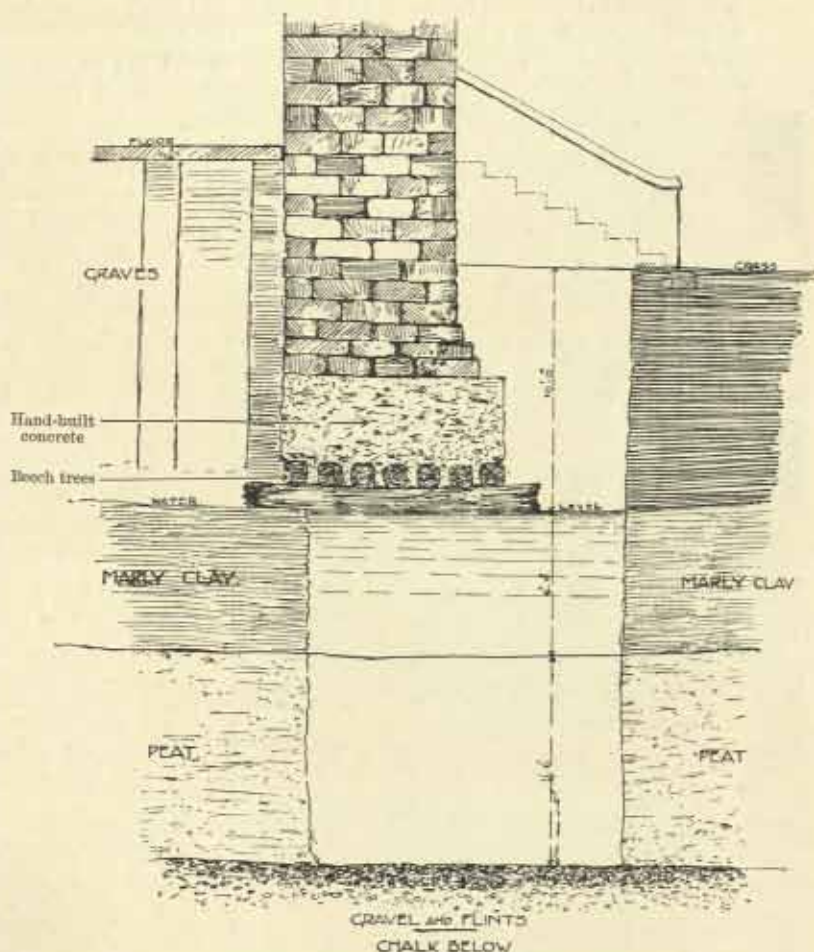 FLOOR
GRAVES
GRASS
Hand-built
concrete
Beech trees
WATER LEVEL
MARLY CLAY. MARLY CLAY
PEAT. PEAT
GRAVEL AND FLINTS
CHALK BELOW